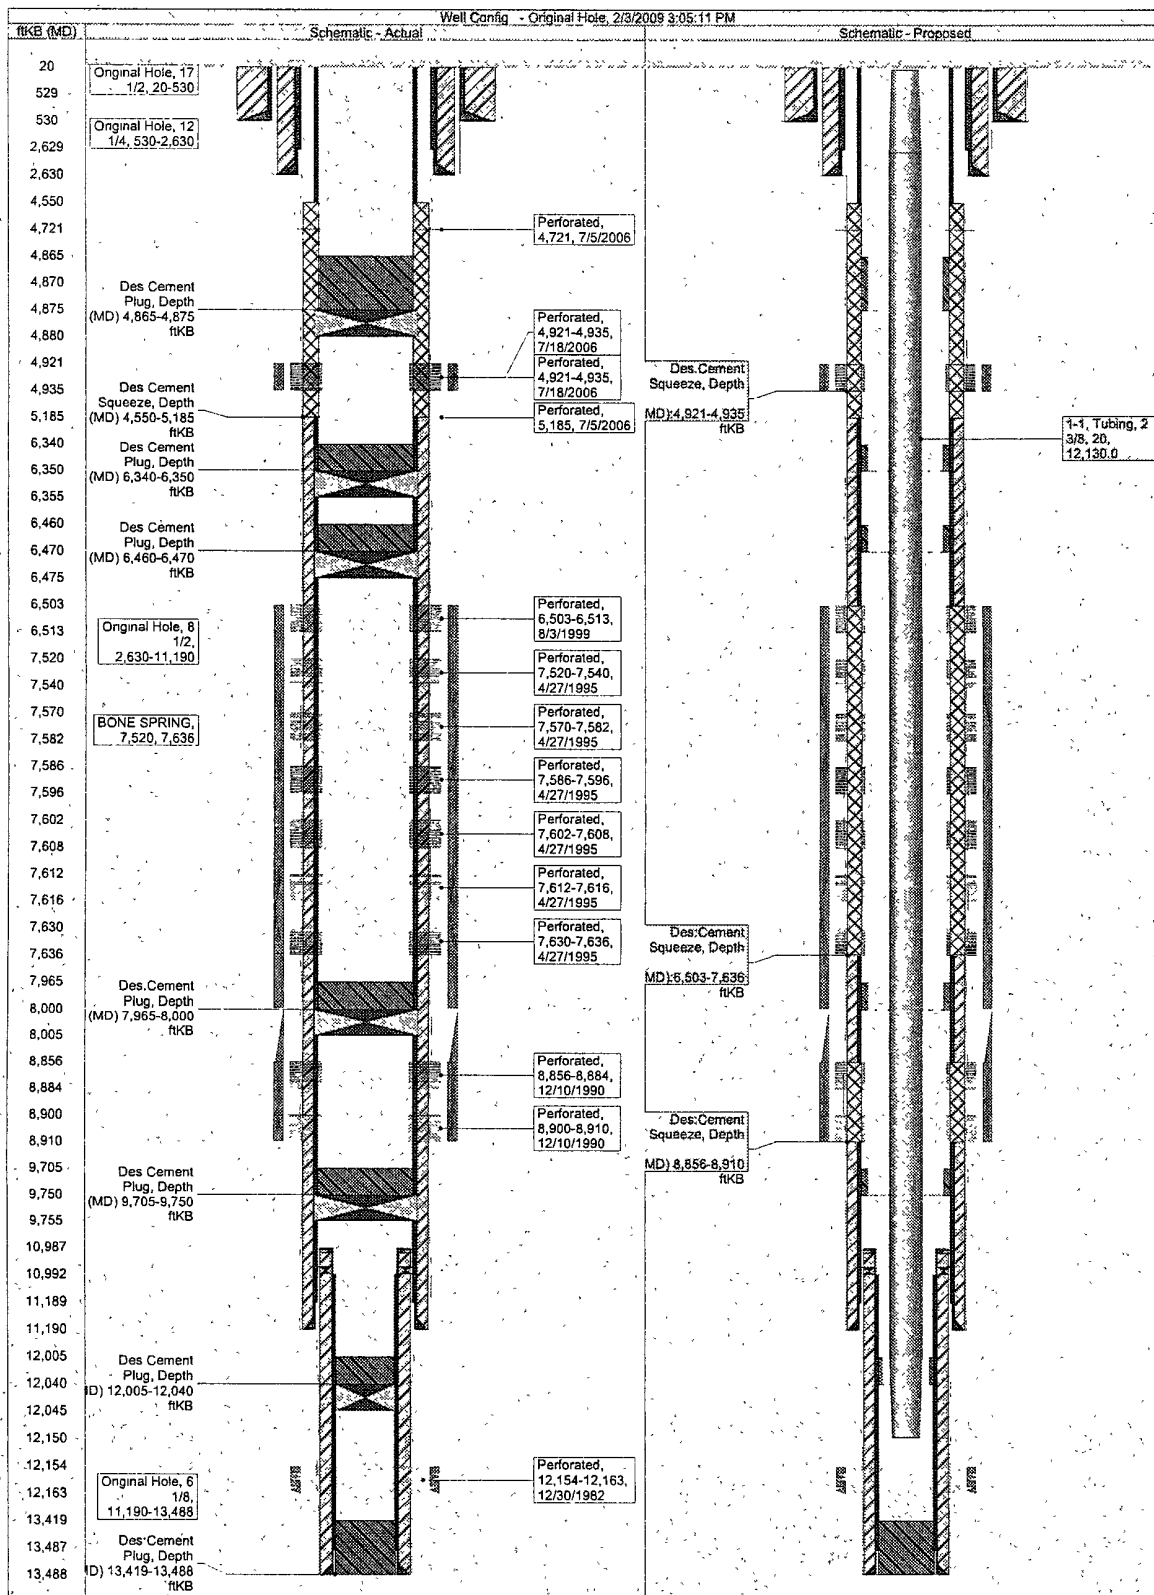 Well Config - Original Hole, 2/3/2009 3:05:11 PM
ftKB (MD)
Schematic - Actual
Schematic - Proposed
20
529
530
2,629
2,630
4,550
4,721
4,865
4,870
4,875
4,880
4,921
4,935
5,185
6,340
6,350
6,355
6,460
6,470
6,475
6,503
6,513
7,520
7,540
7,570
7,582
7,586
7,596
7,602
7,608
7,612
7,616
7,630
7,636
7,965
8,000
8,005
8,856
8,884
8,900
8,910
9,705
9,750
9,755
10,987
10,992
11,189
11,190
12,005
12,040
12,045
12,150
12,154
12,163
13,419
13,487
13,488
Original Hole, 17
1/2, 20-530
Original Hole, 12
1/4, 530-2,630
Des Cement
Plug, Depth
(MD) 4,865-4,875
ftKB
Des Cement
Squeeze, Depth
(MD) 4,550-5,185
ftKB
Des Cement
Plug, Depth
(MD) 6,340-6,350
ftKB
Des Cement
Plug, Depth
(MD) 6,460-6,470
ftKB
Original Hole, 8
1/2,
2,630-11,190
BONE SPRING,
7,520, 7,636
Des.Cement
Plug, Depth
(MD) 7,965-8,000
ftKB
Des Cement
Plug, Depth
(MD) 9,705-9,750
ftKB
Des Cement
Plug, Depth
D) 12,005-12,040
ftKB
Original Hole, 6
1/8,
11,190-13,488
Des Cement
Plug, Depth
D) 13,419-13,488
ftKB
Perforated,
4,721, 7/5/2006
Perforated,
4,921-4,935,
7/18/2006
Perforated,
4,921-4,935,
7/18/2006
Perforated,
5,185, 7/5/2006
Perforated,
6,503-6,513,
8/3/1999
Perforated,
7,520-7,540,
4/27/1995
Perforated,
7,570-7,582,
4/27/1995
Perforated,
7,586-7,596,
4/27/1995
Perforated,
7,602-7,608,
4/27/1995
Perforated,
7,612-7,616,
4/27/1995
Perforated,
7,630-7,636,
4/27/1995
Perforated,
8,856-8,884,
12/10/1990
Perforated,
8,900-8,910,
12/10/1990
Perforated,
12,154-12,163,
12/30/1982
Des.Cement
Squeeze, Depth
MD) 4,921-4,935
ftKB
Des.Cement
Squeeze, Depth
MD) 6,503-7,636
ftKB
Des.Cement
Squeeze, Depth
MD) 8,856-8,910
ftKB
1-1, Tubing, 2
3/8, 20,
12,130.0